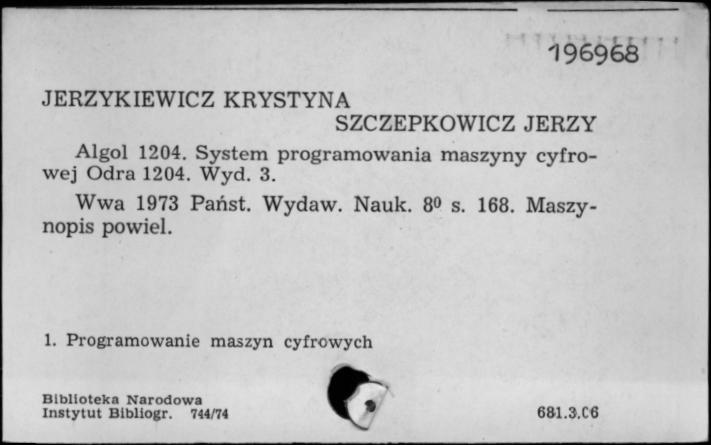 196968
JERZYKIEWICZ KRYSTYNA
SZCZEPKOWICZ JERZY
Algol 1204. System programowania maszyny cyfro-
wej Odra 1204. Wyd. 3.
Wwa 1973 Państ. Wydaw. Nauk. 8⁰ s. 168. Maszy-
nopis powiel.
1. Programowanie maszyn cyfrowych
Biblioteka Narodowa
Instytut Bibliogr. 744/74
681.3.06